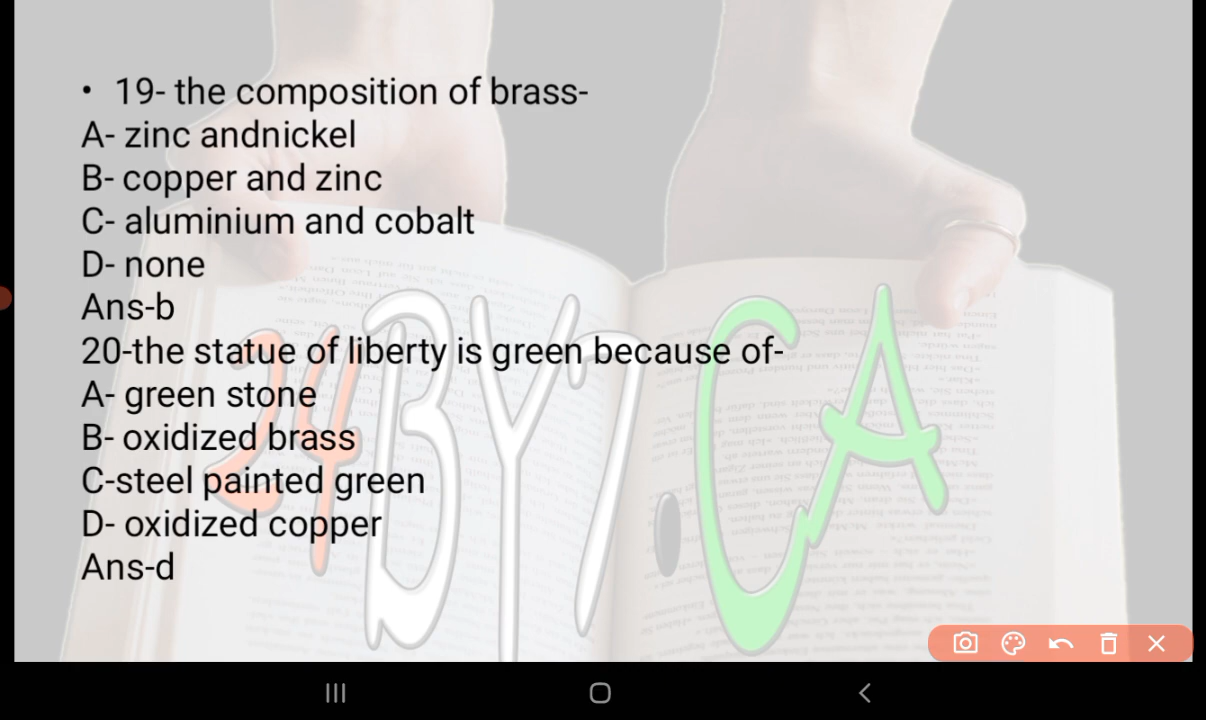 • 19- the composition of brass-
A- zinc andnickel
B- copper and zinc
C- aluminium and cobalt
D- none
Ans-b
20-the statue of liberty is green because of-
A- green stone
B- oxidized brass
C-steel painted green
D- oxidized copper
Ans-d
24BY7.CA